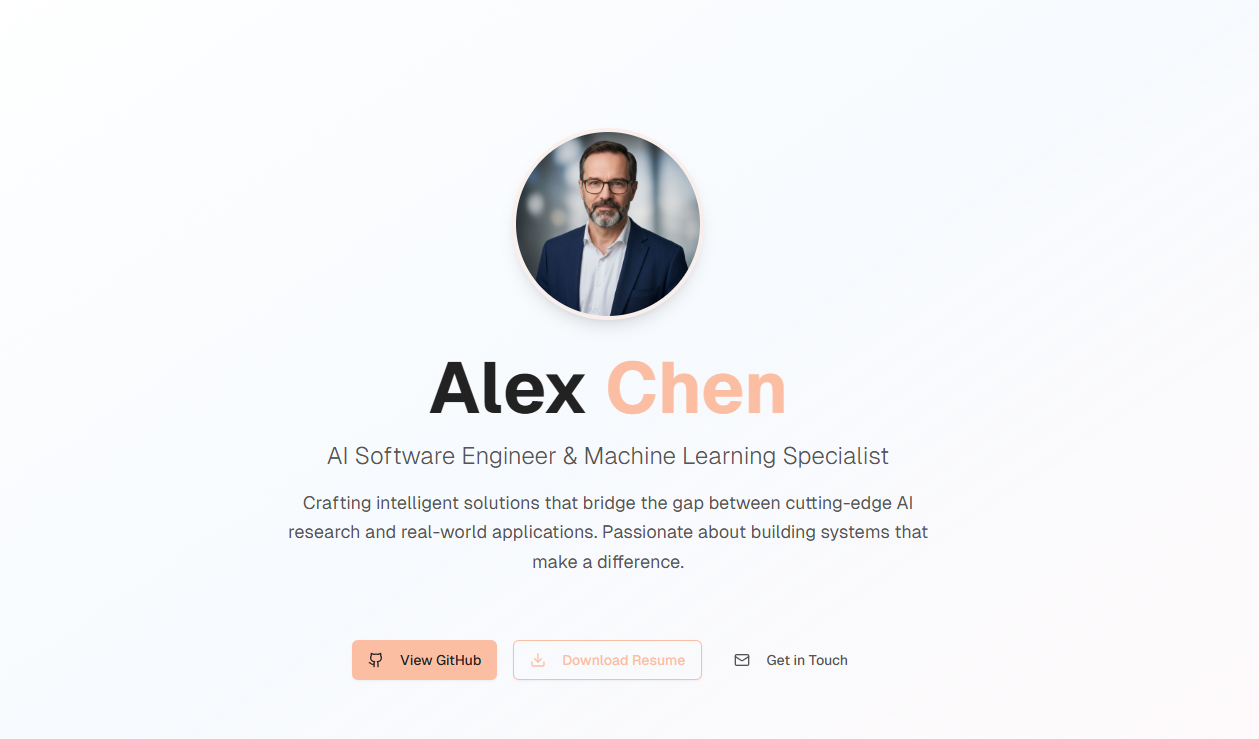 Alex Chen
AI Software Engineer & Machine Learning Specialist
Crafting intelligent solutions that bridge the gap between cutting-edge AI
research and real-world applications. Passionate about building systems that
make a difference.
View GitHub Download Resume Get in Touch